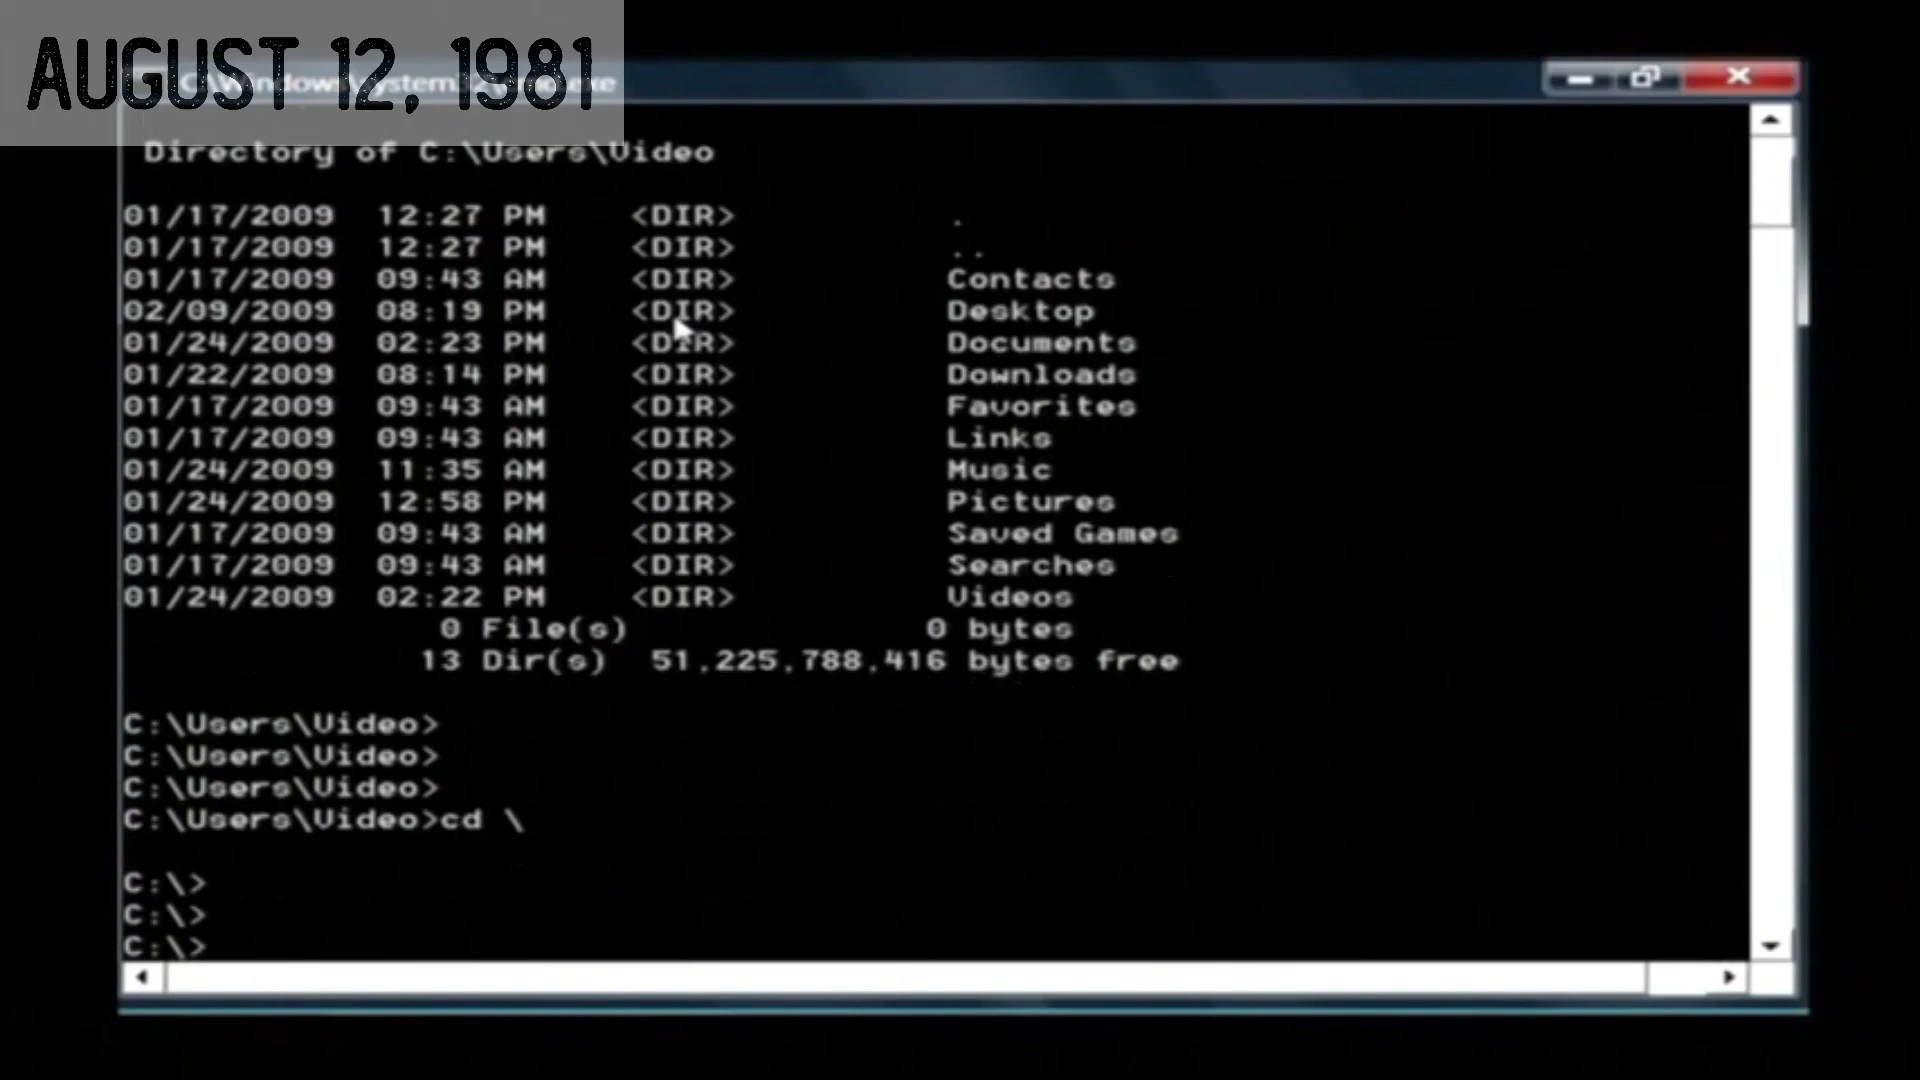 AUGUST 12, 1981
C:\Windows\system32\cmd.exe
Directory of C:\Users\Video
01/17/2009 12:27 PM <DIR> .
01/17/2009 12:27 PM <DIR> ..
01/17/2009 09:43 AM <DIR> Contacts
02/09/2009 08:19 PM <DIR> Desktop
01/24/2009 02:23 PM <DIR> Documents
01/22/2009 08:14 PM <DIR> Downloads
01/17/2009 09:43 AM <DIR> Favorites
01/17/2009 09:43 AM <DIR> Links
01/24/2009 11:35 AM <DIR> Music
01/24/2009 12:58 PM <DIR> Pictures
01/17/2009 09:43 AM <DIR> Saved Games
01/17/2009 09:43 AM <DIR> Searches
01/24/2009 02:22 PM <DIR> Videos
0 File(s) 0 bytes
13 Dir(s) 51,225,788,416 bytes free
C:\Users\Video>
C:\Users\Video>
C:\Users\Video>
C:\Users\Video>cd \
C:\>
C:\>
C:\>